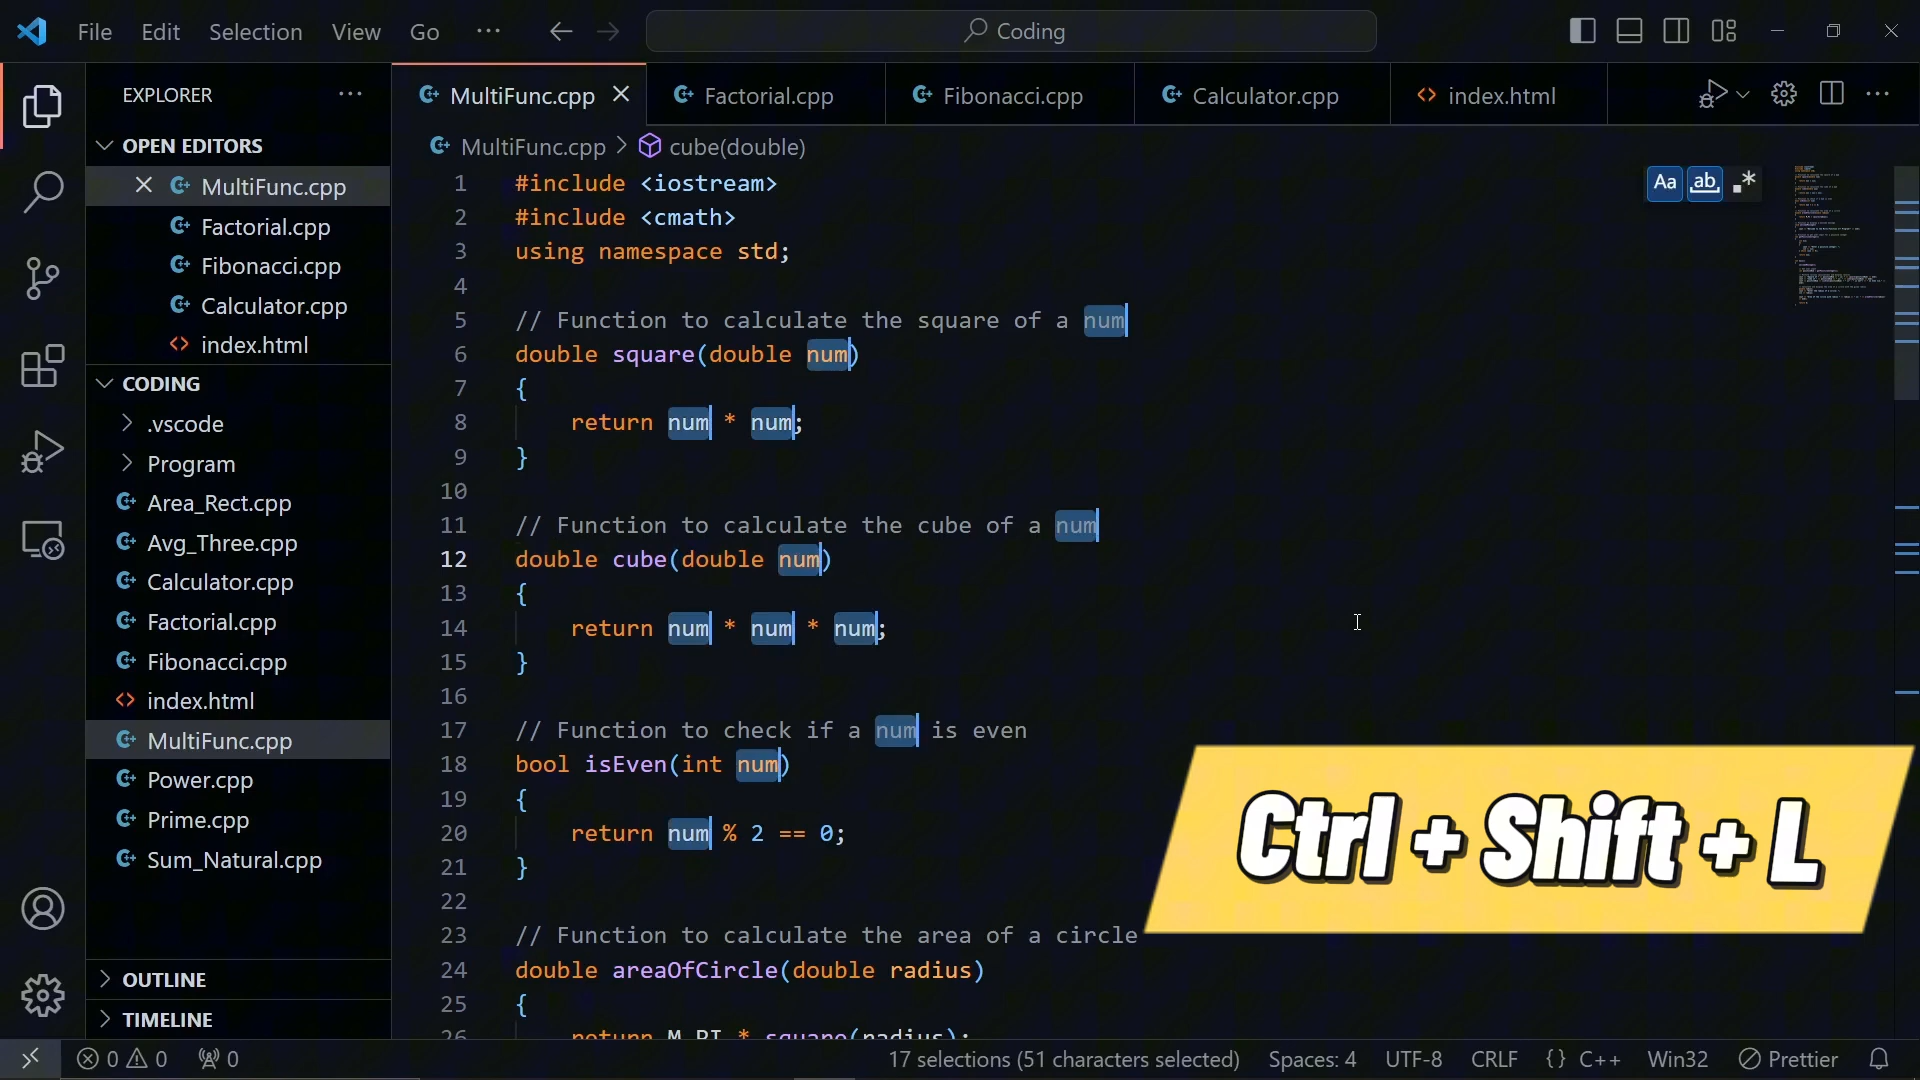 File Edit Selection View Go ··· Coding
EXPLORER ···
OPEN EDITORS
MultiFunc.cpp
Factorial.cpp
Fibonacci.cpp
Calculator.cpp
index.html
CODING
.vscode
Program
Area_Rect.cpp
Avg_Three.cpp
Calculator.cpp
Factorial.cpp
Fibonacci.cpp
index.html
MultiFunc.cpp
Power.cpp
Prime.cpp
Sum_Natural.cpp
OUTLINE
TIMELINE
MultiFunc.cpp Factorial.cpp Fibonacci.cpp Calculator.cpp index.html
MultiFunc.cpp > cube(double)
Aa ab .*
1 #include <iostream>
2 #include <cmath>
3 using namespace std;
4
5 // Function to calculate the square of a num
6 double square(double num)
7 {
8 return num * num;
9 }
10
11 // Function to calculate the cube of a num
12 double cube(double num)
13 {
14 return num * num * num;
15 }
16
17 // Function to check if a num is even
18 bool isEven(int num)
19 {
20 return num % 2 == 0;
21 }
22
23 // Function to calculate the area of a circle
24 double areaOfCircle(double radius)
25 {
26 return M_PI * square(radius);
Ctrl + Shift + L
0 0 0 17 selections (51 characters selected) Spaces: 4 UTF-8 CRLF {} C++ Win32 Prettier